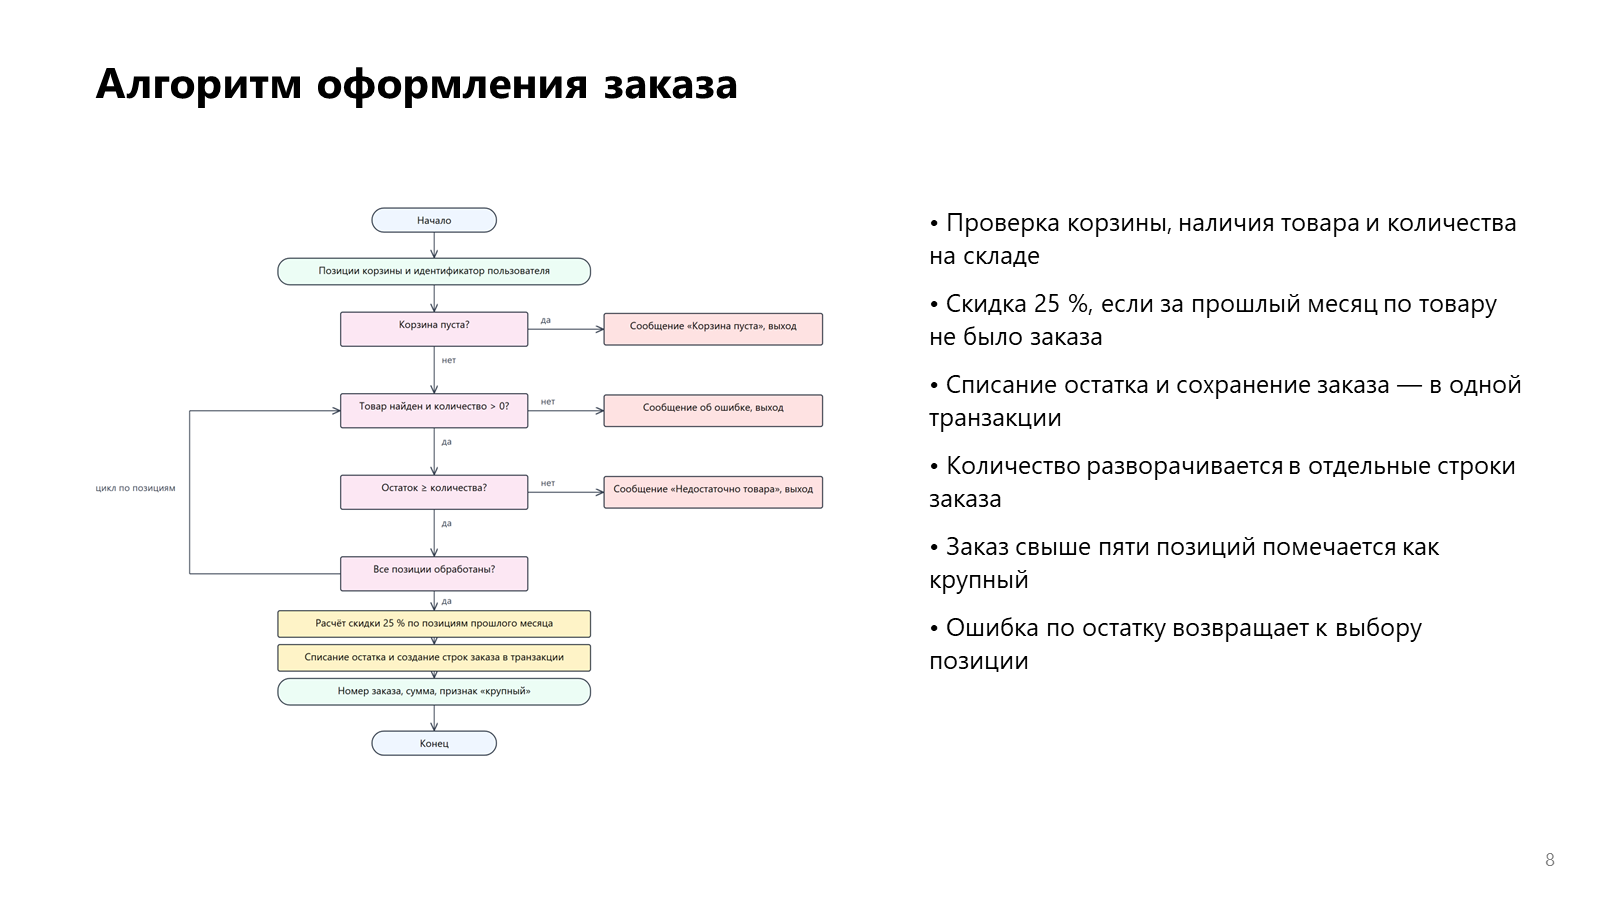 Алгоритм оформления заказа
Начало
Позиции корзины и идентификатор пользователя
Корзина пуста?
да
Сообщение «Корзина пуста», выход
нет
Товар найден и количество > 0?
нет
Сообщение об ошибке, выход
да
цикл по позициям
Остаток ≥ количества?
нет
Сообщение «Недостаточно товара», выход
да
Все позиции обработаны?
да
Расчёт скидки 25 % по позициям прошлого месяца
Списание остатка и создание строк заказа в транзакции
Номер заказа, сумма, признак «крупный»
Конец
• Проверка корзины, наличия товара и количества
на складе
• Скидка 25 %, если за прошлый месяц по товару
не было заказа
• Списание остатка и сохранение заказа — в одной
транзакции
• Количество разворачивается в отдельные строки
заказа
• Заказ свыше пяти позиций помечается как
крупный
• Ошибка по остатку возвращает к выбору
позиции
8